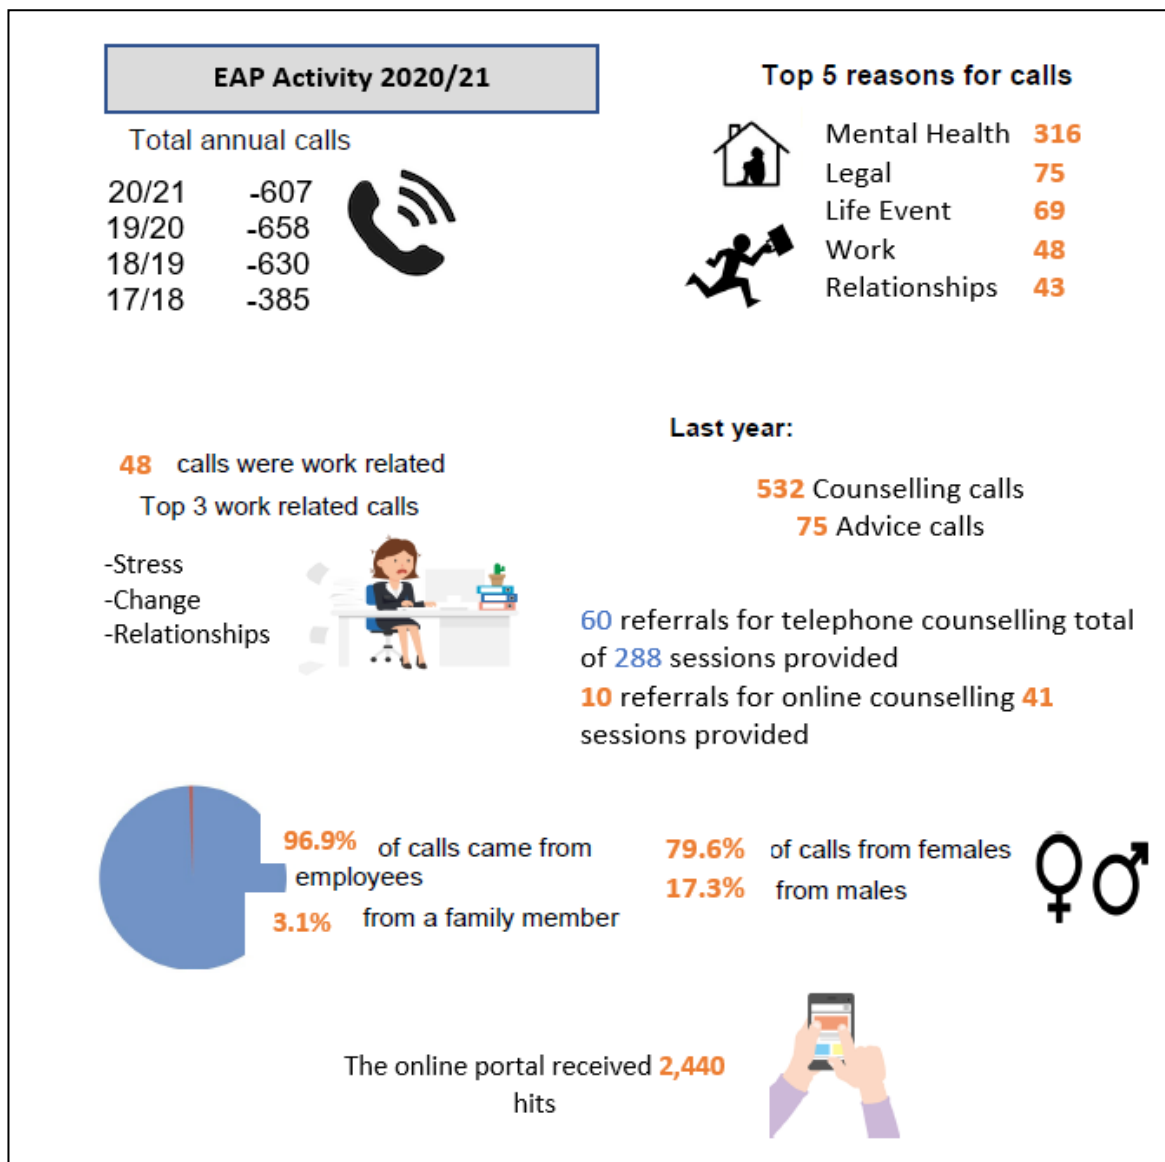 EAP Activity 2020/21
Total annual calls
20/21 -607
19/20 -658
18/19 -630
17/18 -385
Top 5 reasons for calls
Mental Health 316
Legal 75
Life Event 69
Work 48
Relationships 43
48 calls were work related
Top 3 work related calls
-Stress
-Change
-Relationships
Last year:
532 Counselling calls
75 Advice calls
60 referrals for telephone counselling total
of 288 sessions provided
10 referrals for online counselling 41
sessions provided
96.9% of calls came from
employees
3.1% from a family member
79.6% of calls from females
17.3% from males
The online portal received 2,440
hits